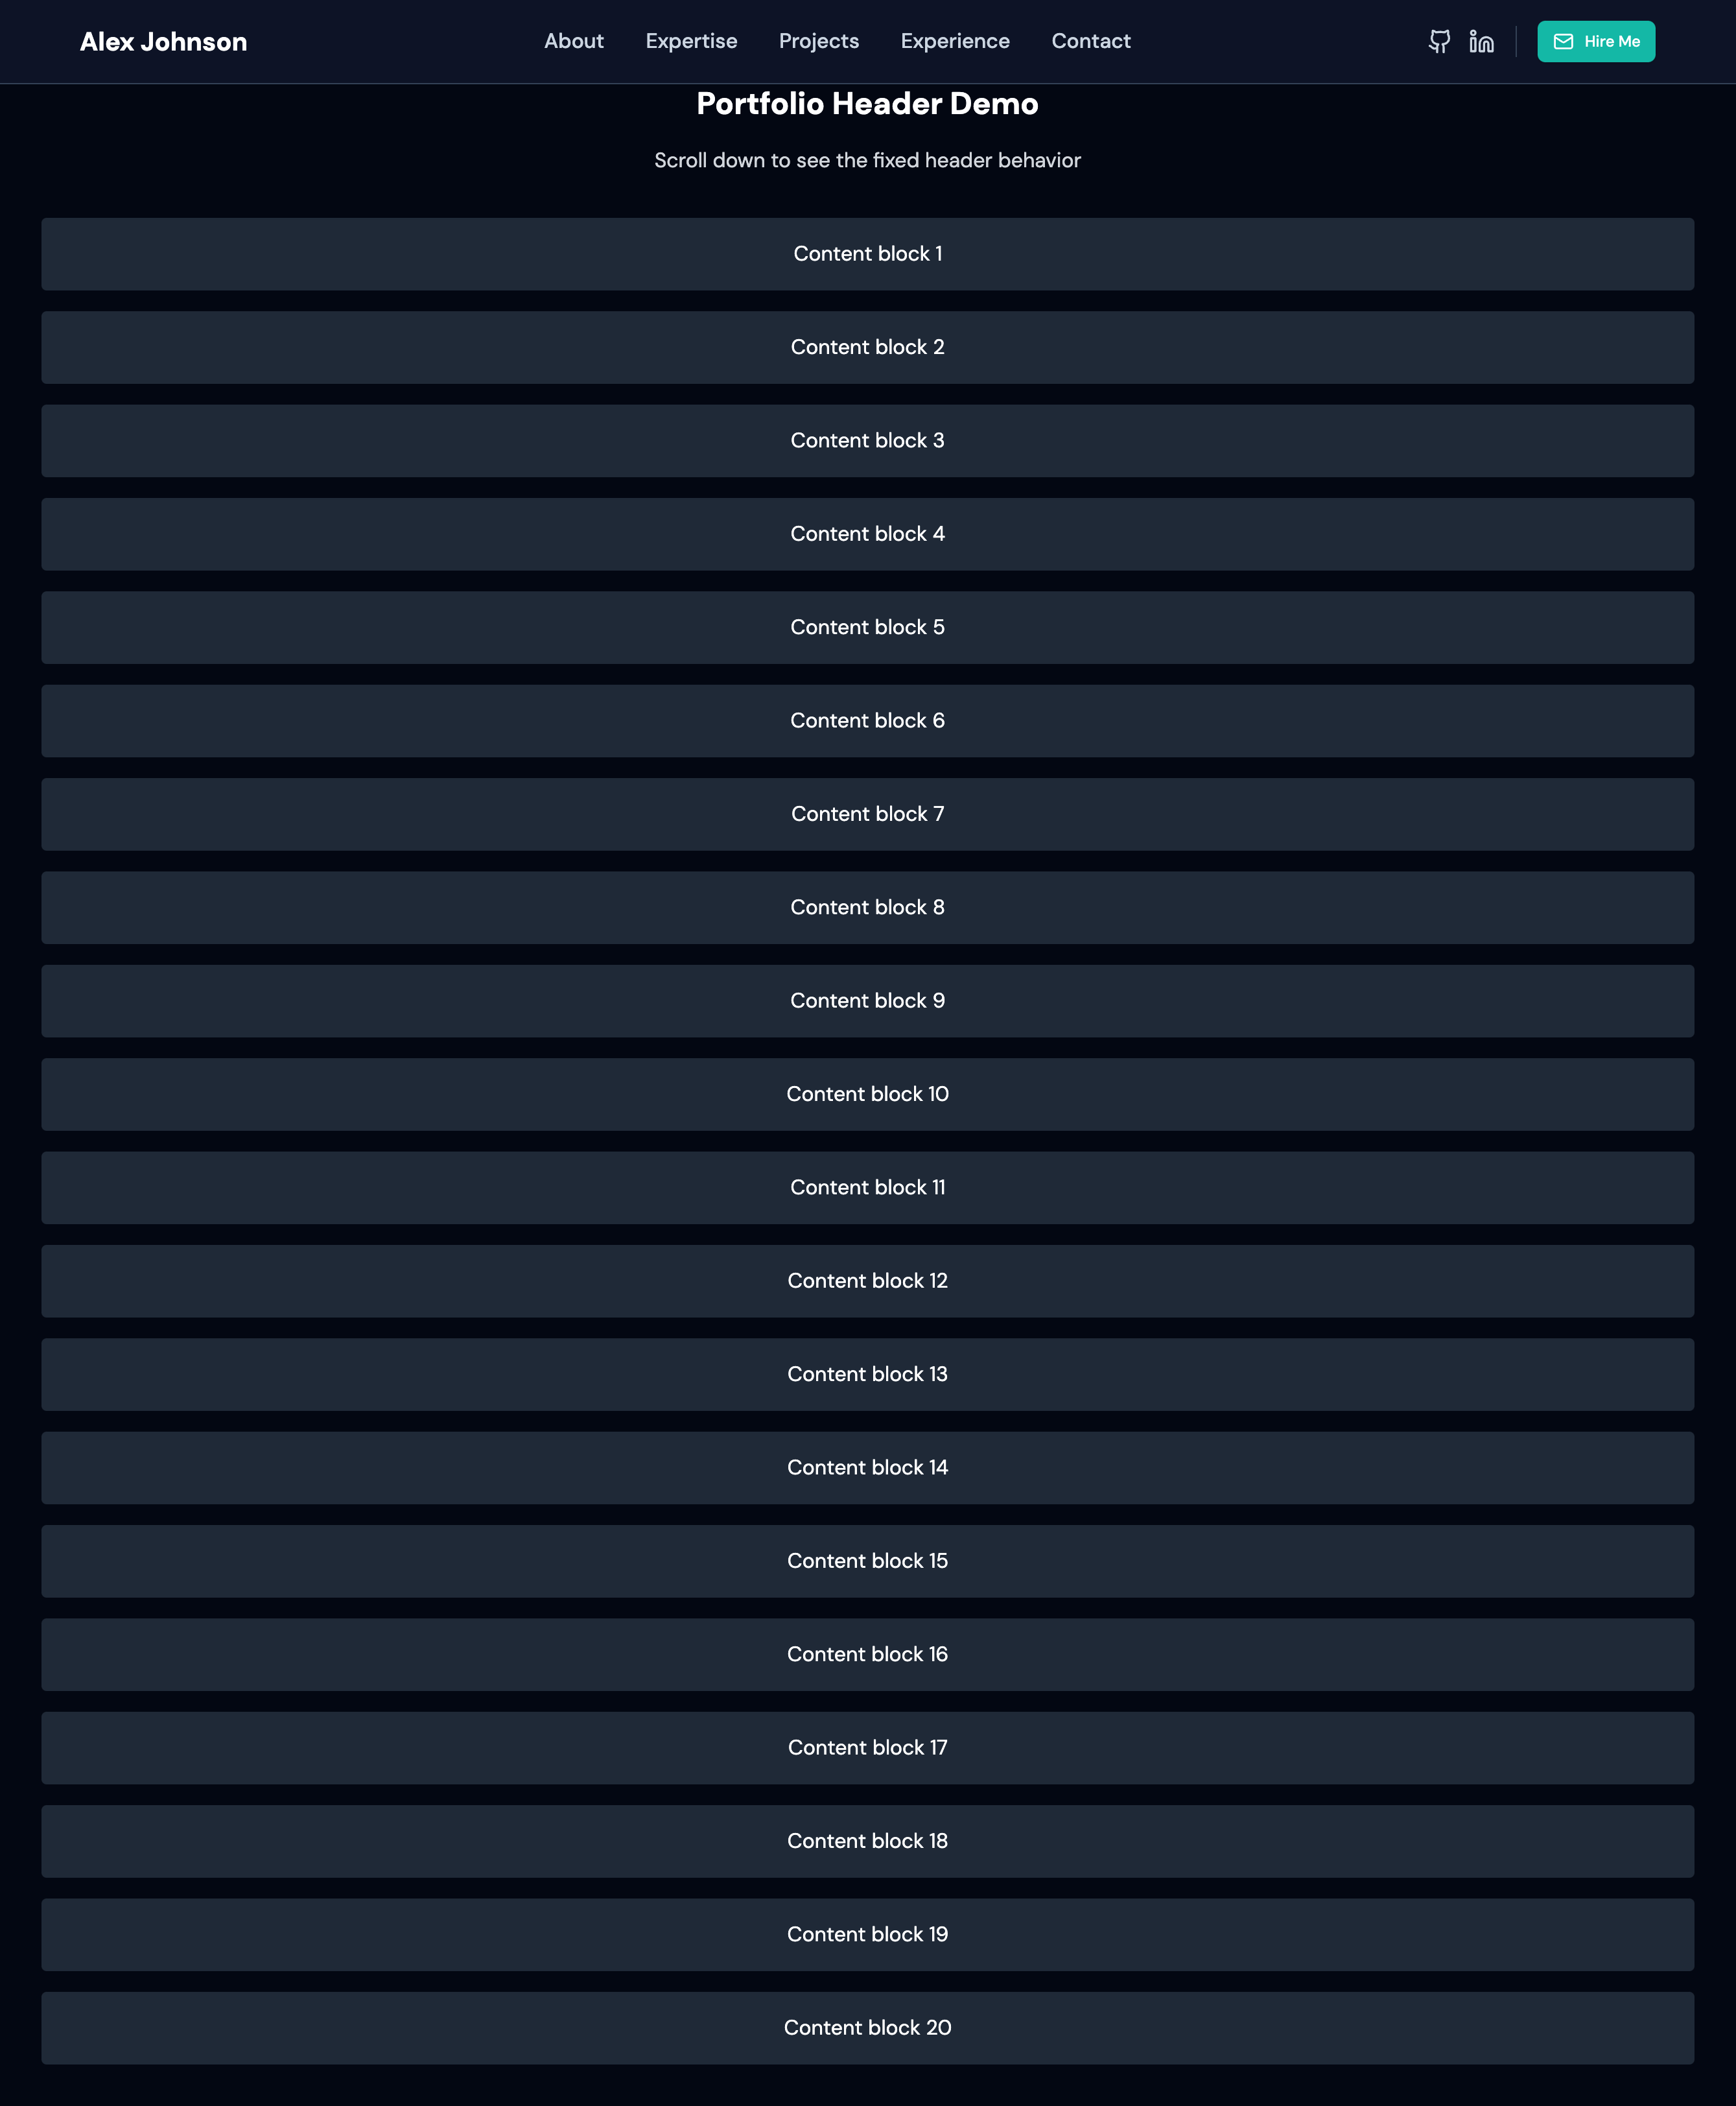 Alex Johnson
About
Expertise
Projects
Experience
Contact
Hire Me
Portfolio Header Demo
Scroll down to see the fixed header behavior
Content block 1
Content block 2
Content block 3
Content block 4
Content block 5
Content block 6
Content block 7
Content block 8
Content block 9
Content block 10
Content block 11
Content block 12
Content block 13
Content block 14
Content block 15
Content block 16
Content block 17
Content block 18
Content block 19
Content block 20